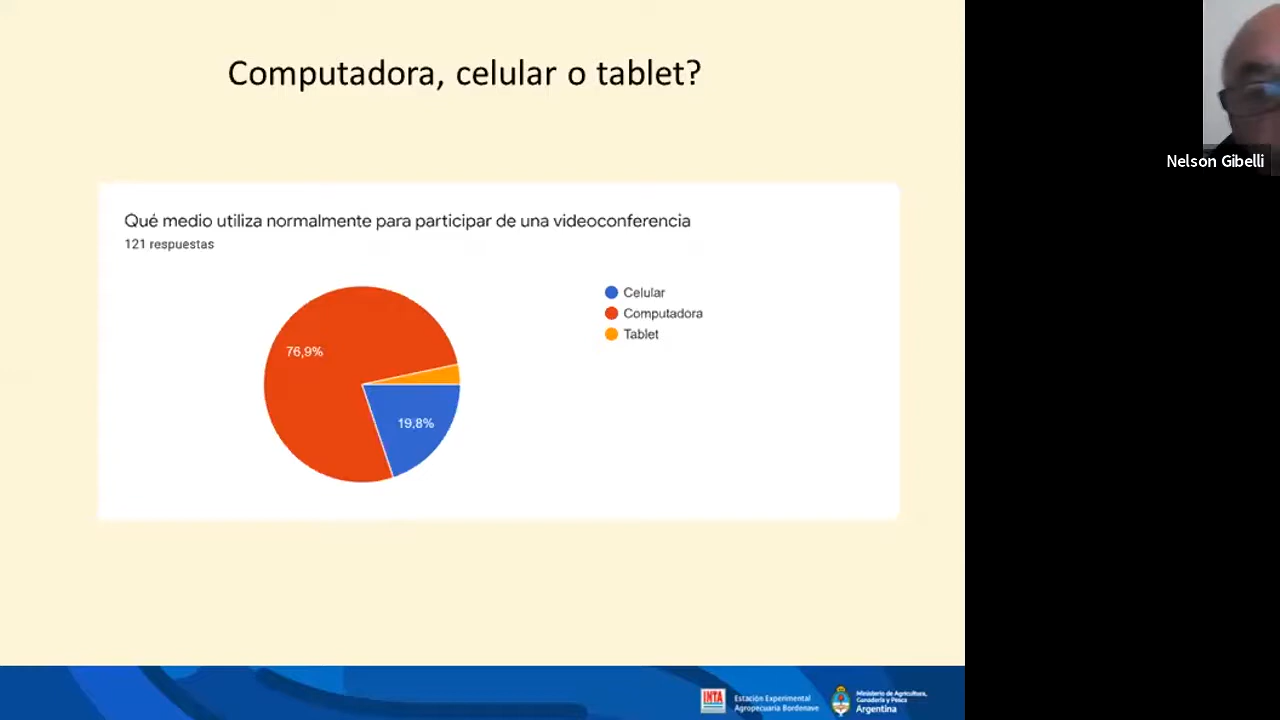 Computadora, celular o tablet?
Nelson Gibelli
Qué medio utiliza normalmente para participar de una videoconferencia
121 respuestas
Celular
Computadora
Tablet
76,9%
19,8%
INTA
Estación Experimental
Agropecuaria Bordenave
Ministerio de Agricultura,
Ganadería y Pesca
Argentina